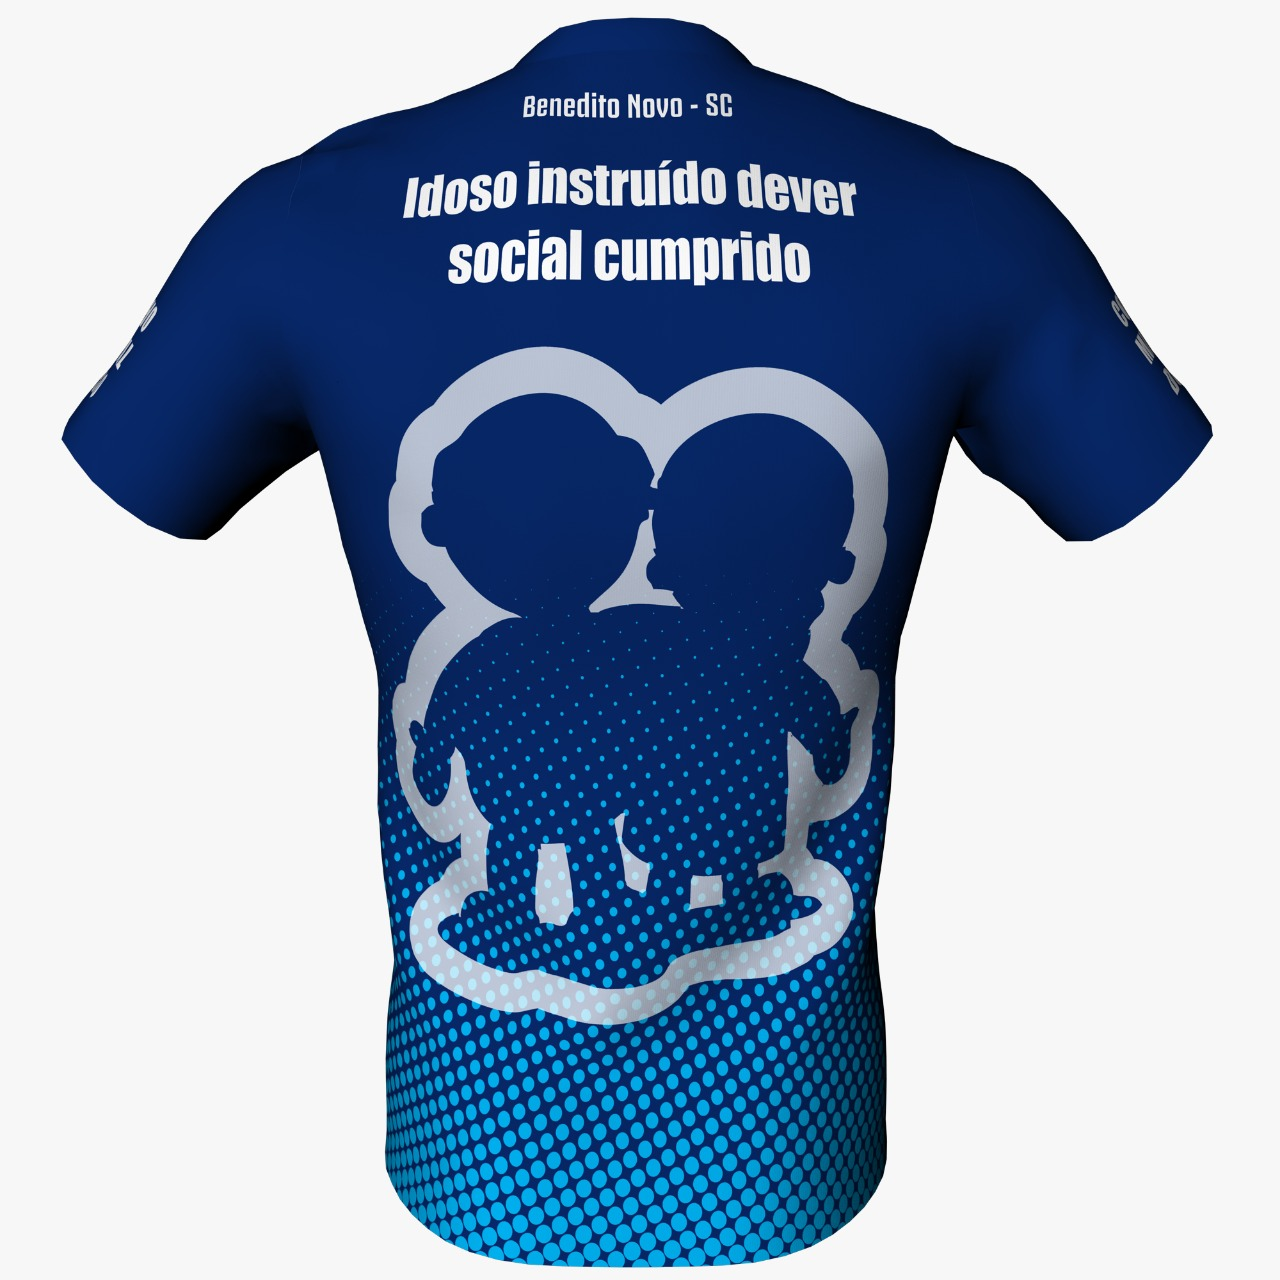 Benedito Novo - SC
Idoso instruído dever
social cumprido